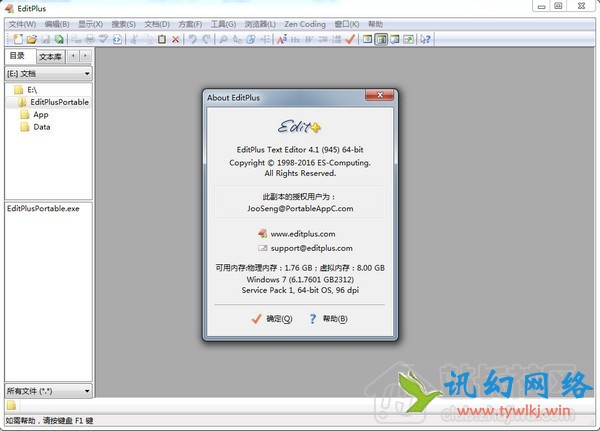 EditPlus
文件(W) 编辑(B) 显示(U) 搜索(S) 文档(D) 方案(F) 工具(G) 浏览器(L) Zen Coding 窗口(K) 帮助
目录 文本库
[E:] 文档
E:\
EditPlusPortable
App
Data
EditPlusPortable.exe
所有文件 (*.*)
如需帮助，请按键盘 F1 键
About EditPlus
Edit+
EditPlus Text Editor 4.1 (945) 64-bit
Copyright © 1998-2016 ES-Computing.
All Rights Reserved.
此副本的授权用户为：
JooSeng@PortableAppC.com
www.editplus.com
support@editplus.com
可用内存:物理内存：1.76 GB；虚拟内存：8.00 GB
Windows 7 (6.1.7601 GB2312)
Service Pack 1, 64-bit OS, 96 dpi
确定(Q) 帮助(B)
讯幻网络
www.tywlkj.win